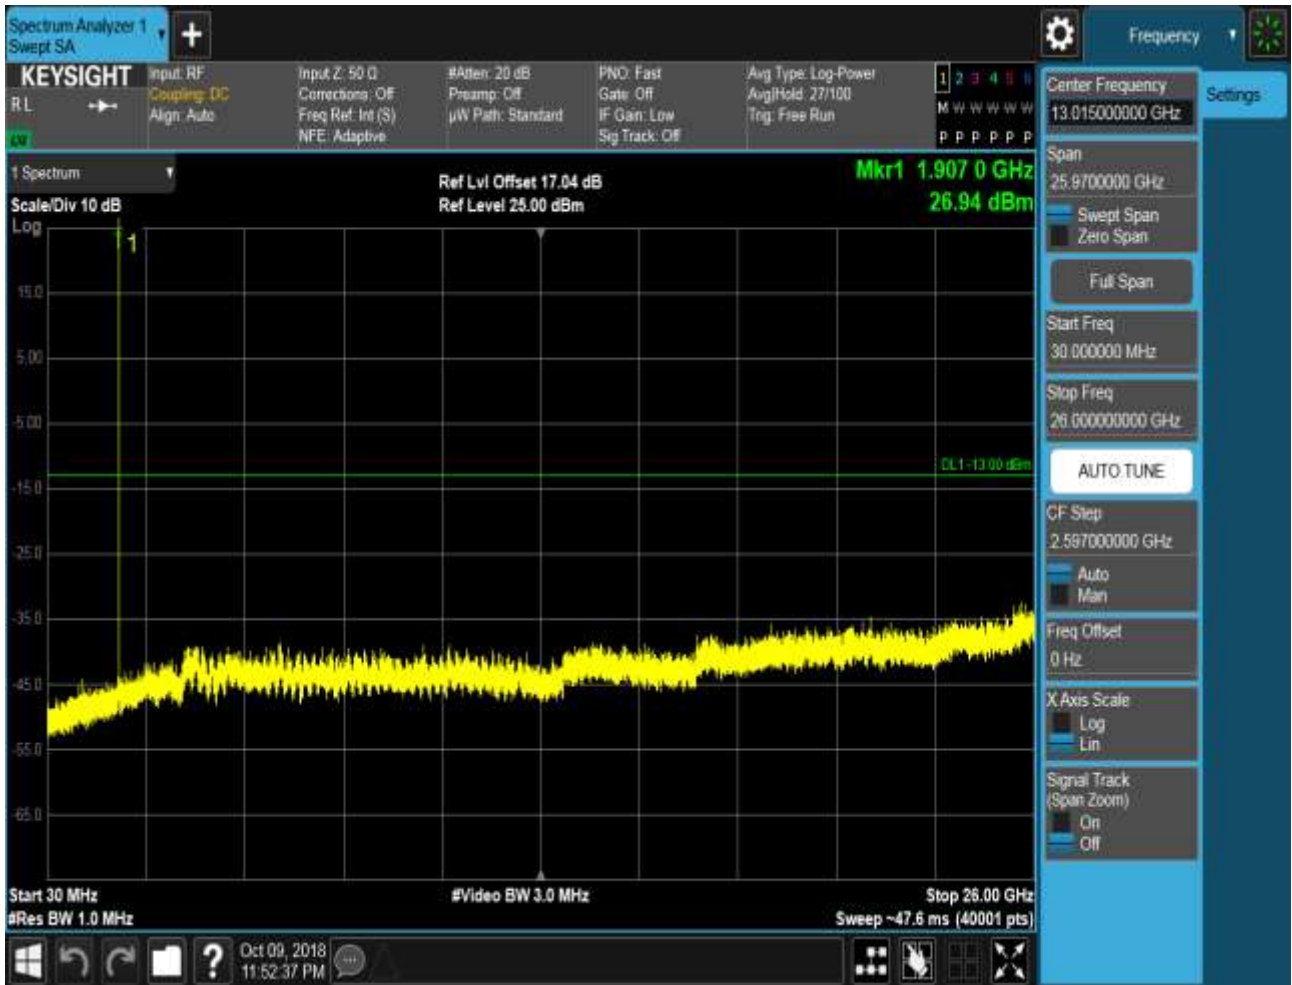 Spectrum Analyzer 1
Swept SA
Frequency
KEYSIGHT
RL
Input: RF
Coupling: DC
Align: Auto
Input Z: 50 Ω
Corrections: Off
Freq Ref: Int (S)
NFE: Adaptive
#Atten: 20 dB
Preamp: Off
µW Path: Standard
PNO: Fast
Gate: Off
IF Gain: Low
Sig Track: Off
Avg Type: Log-Power
Avg|Hold: 27/100
Trig: Free Run
1 2 3 4 5 6
M W W W W W
P P P P P P
Center Frequency
13.015000000 GHz
Settings
1 Spectrum
Scale/Div 10 dB
Log
Ref Lvl Offset 17.04 dB
Ref Level 25.00 dBm
Mkr1 1.907 0 GHz
26.94 dBm
1
15.0
5.00
-5.00
-15.0
-25.0
-35.0
-45.0
-55.0
-65.0
DL1 -13.00 dBm
Start 30 MHz
#Res BW 1.0 MHz
#Video BW 3.0 MHz
Stop 26.00 GHz
Sweep ~47.6 ms (40001 pts)
Span
25.9700000 GHz
Swept Span
Zero Span
Full Span
Start Freq
30.000000 MHz
Stop Freq
26.000000000 GHz
AUTO TUNE
CF Step
2.597000000 GHz
Auto
Man
Freq Offset
0 Hz
X Axis Scale
Log
Lin
Signal Track
(Span Zoom)
On
Off
?
Oct 09, 2018
11:52:37 PM